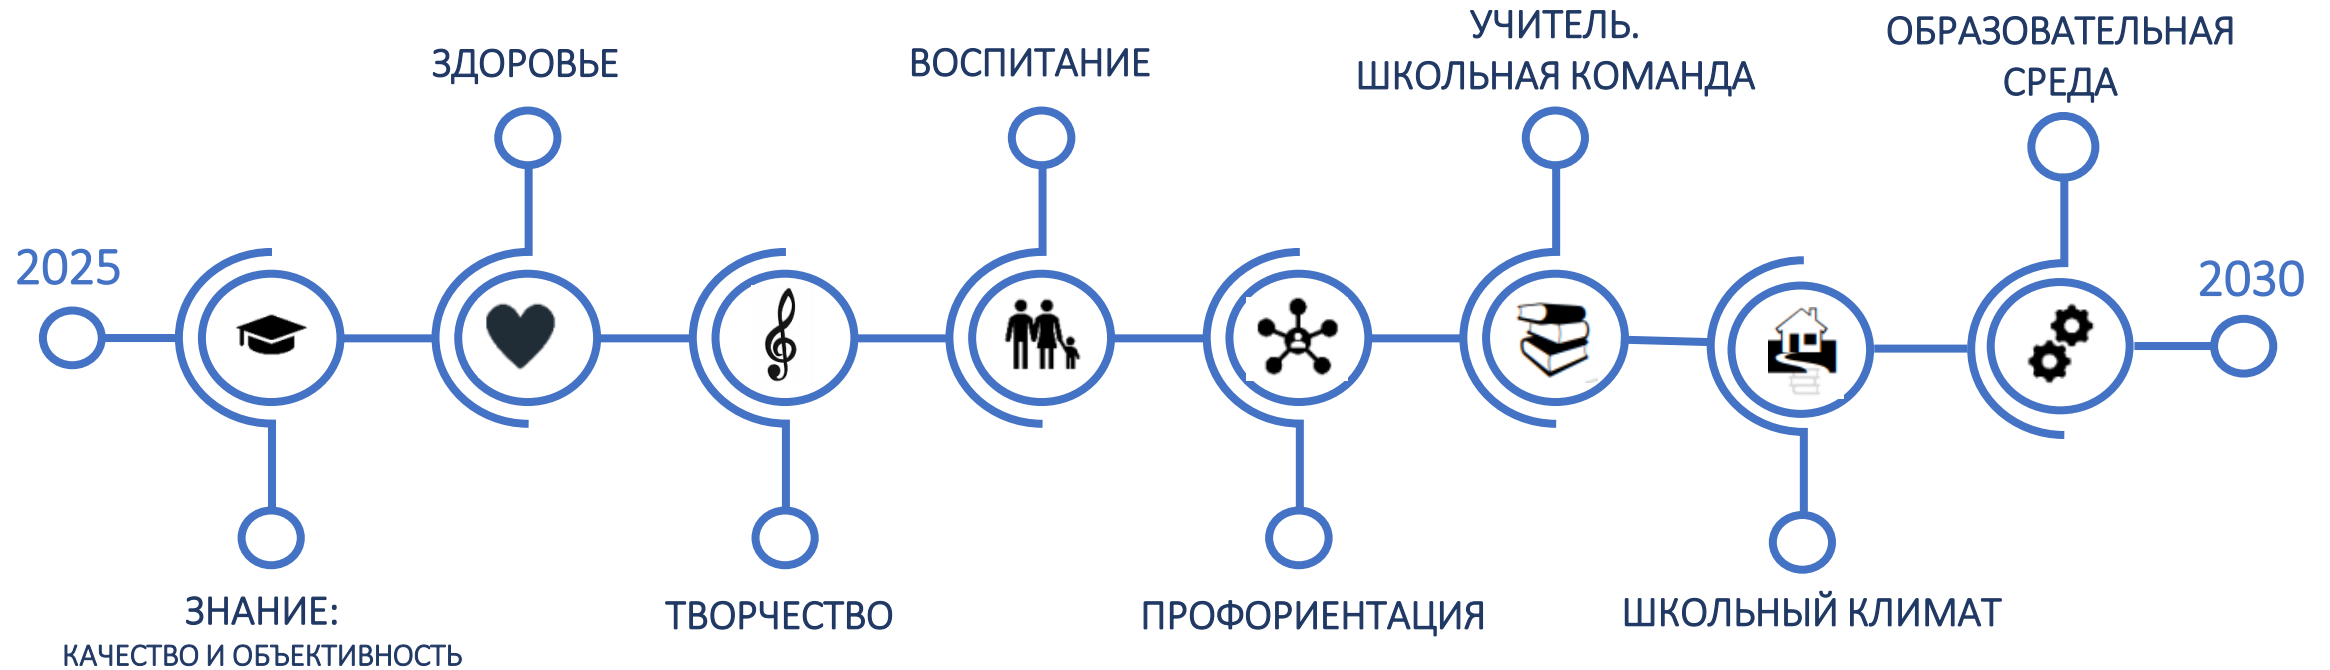 2025
ЗНАНИЕ:
КАЧЕСТВО И ОБЪЕКТИВНОСТЬ
ЗДОРОВЬЕ
ТВОРЧЕСТВО
ВОСПИТАНИЕ
ПРОФОРИЕНТАЦИЯ
УЧИТЕЛЬ.
ШКОЛЬНАЯ КОМАНДА
ШКОЛЬНЫЙ КЛИМАТ
ОБРАЗОВАТЕЛЬНАЯ
СРЕДА
2030